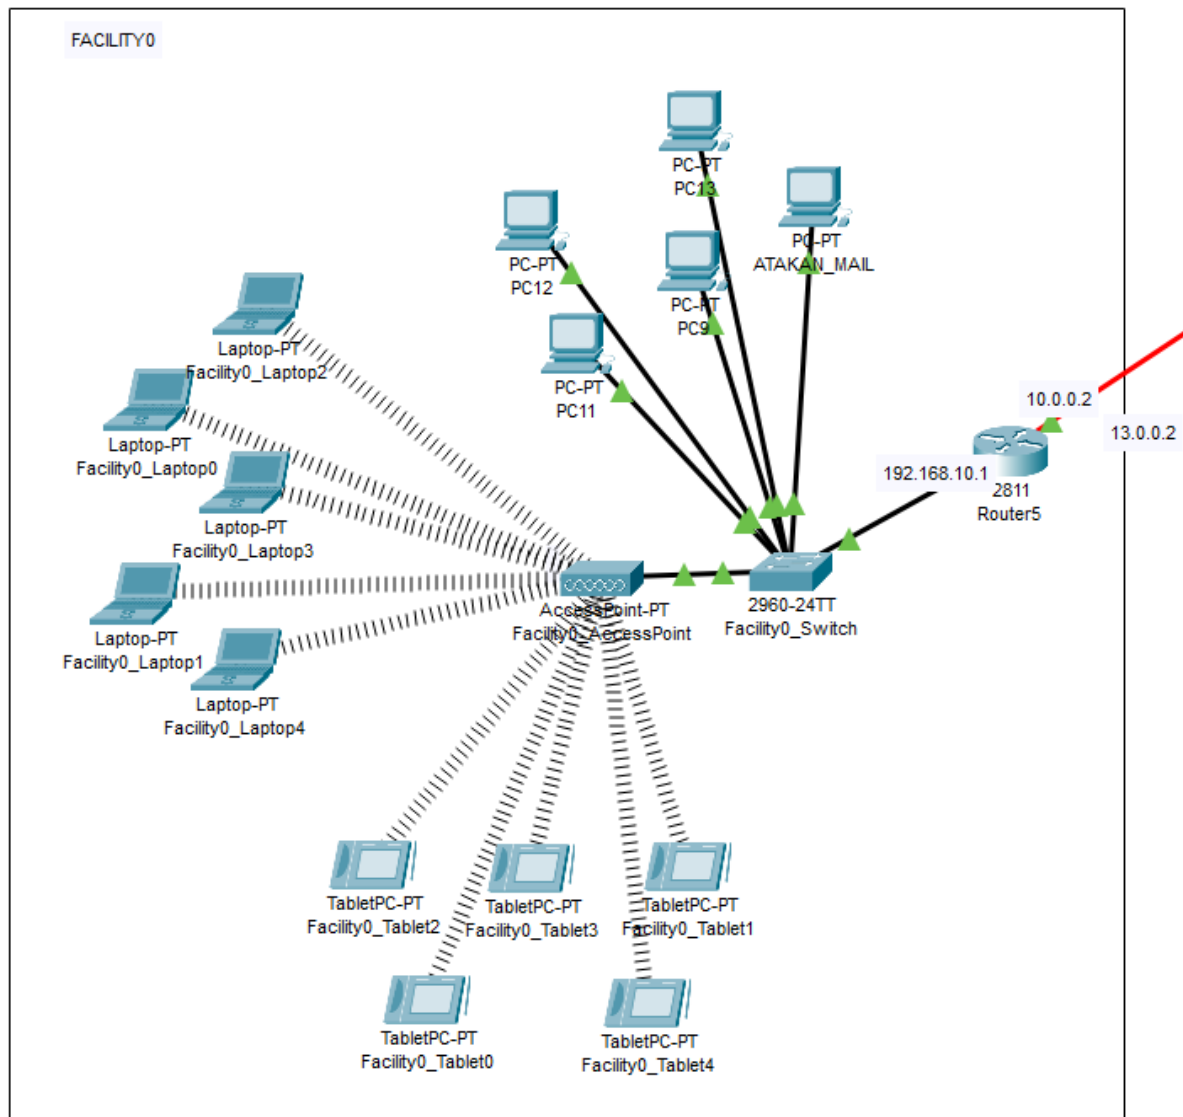 FACILITY0
PC-PT
PC13
PC-PT
ATAKAN_MAIL
PC-PT
PC12
PC-PT
PC9
PC-PT
PC11
Laptop-PT
Facility0_Laptop2
10.0.0.2
13.0.0.2
Laptop-PT
Facility0_Laptop0
192.168.10.1
2811
Router5
Laptop-PT
Facility0_Laptop3
AccessPoint-PT
Facility0_AccessPoint
2960-24TT
Facility0_Switch
Laptop-PT
Facility0_Laptop1
Laptop-PT
Facility0_Laptop4
TabletPC-PT
Facility0_Tablet2
TabletPC-PT
Facility0_Tablet3
TabletPC-PT
Facility0_Tablet1
TabletPC-PT
Facility0_Tablet0
TabletPC-PT
Facility0_Tablet4